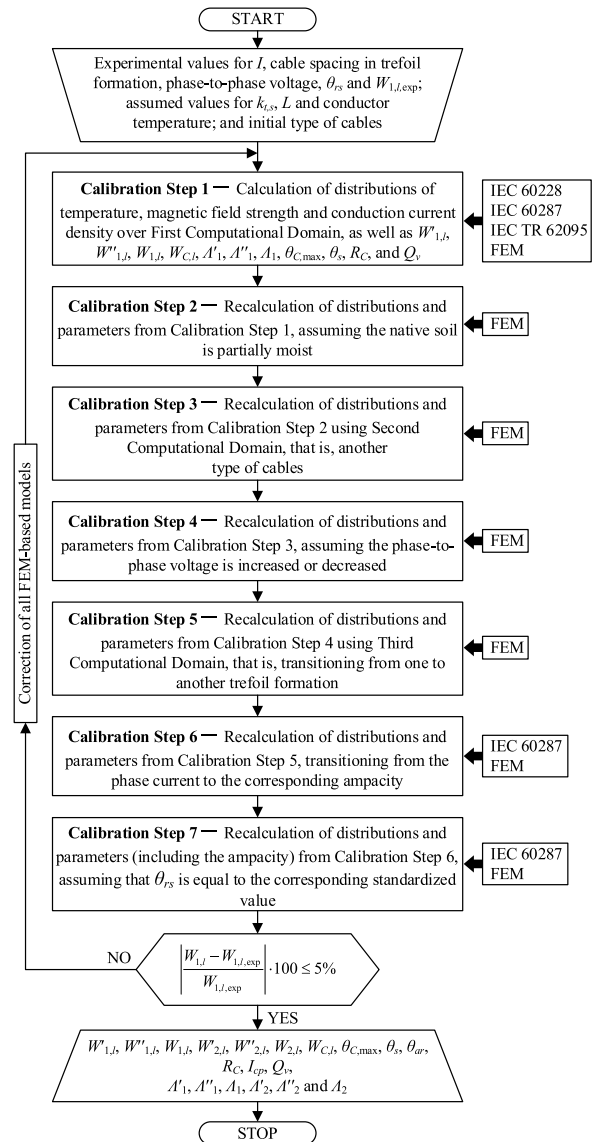 START
Experimental values for I, cable spacing in trefoil
formation, phase-to-phase voltage, θrs and W1,l,exp;
assumed values for kt,s, L and conductor
temperature; and initial type of cables
Calibration Step 1 — Calculation of distributions of
temperature, magnetic field strength and conduction current
density over First Computational Domain, as well as W'1,l,
W''1,l, W1,l, WC,l, Λ'1, Λ''1, Λ1, θC,max, θs, RC, and Qv
IEC 60228
IEC 60287
IEC TR 62095
FEM
Calibration Step 2 — Recalculation of distributions and
parameters from Calibration Step 1, assuming the native soil
is partially moist
FEM
Calibration Step 3 — Recalculation of distributions and
parameters from Calibration Step 2 using Second
Computational Domain, that is, another
type of cables
FEM
Calibration Step 4 — Recalculation of distributions and
parameters from Calibration Step 3, assuming the phase-to-
phase voltage is increased or decreased
FEM
Calibration Step 5 — Recalculation of distributions and
parameters from Calibration Step 4 using Third
Computational Domain, that is, transitioning from one to
another trefoil formation
FEM
Calibration Step 6 — Recalculation of distributions and
parameters from Calibration Step 5, transitioning from the
phase current to the corresponding ampacity
IEC 60287
FEM
Calibration Step 7 — Recalculation of distributions and
parameters (including the ampacity) from Calibration Step 6,
assuming that θrs is equal to the corresponding standardized
value
IEC 60287
FEM
Correction of all FEM-based models
NO
|(W1,l − W1,l,exp) / W1,l,exp| · 100 ≤ 5%
YES
W'1,l, W''1,l, W1,l, W'2,l, W''2,l, W2,l, WC,l, θC,max, θs, θar,
RC, Icp, Qv,
Λ'1, Λ''1, Λ1, Λ'2, Λ''2 and Λ2
STOP